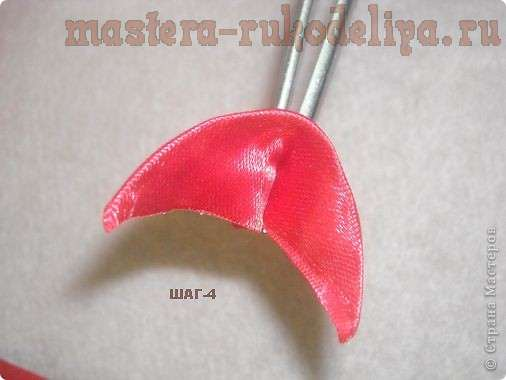 mastera-rukodeliya.ru
ШАГ-4
© Страна Мастеров